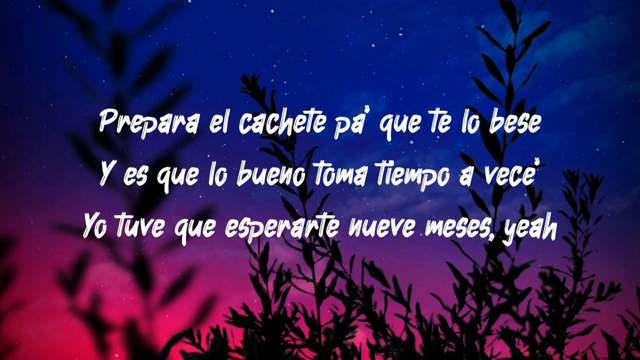 Prepara el cachete pa' que te lo bese
Y es que lo bueno toma tiempo a vece'
Yo tuve que esperarte nueve meses, yeah